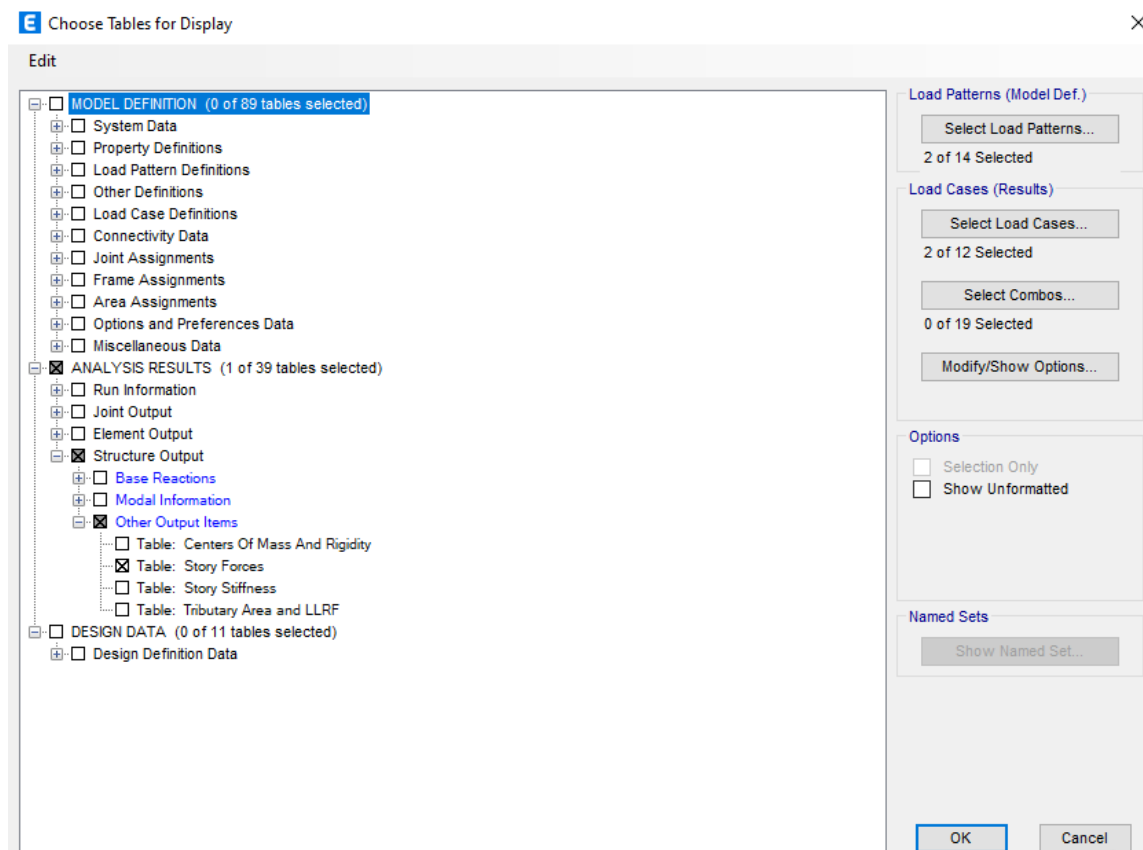 E Choose Tables for Display
Edit
MODEL DEFINITION (0 of 89 tables selected)
System Data
Property Definitions
Load Pattern Definitions
Other Definitions
Load Case Definitions
Connectivity Data
Joint Assignments
Frame Assignments
Area Assignments
Options and Preferences Data
Miscellaneous Data
ANALYSIS RESULTS (1 of 39 tables selected)
Run Information
Joint Output
Element Output
Structure Output
Base Reactions
Modal Information
Other Output Items
Table: Centers Of Mass And Rigidity
Table: Story Forces
Table: Story Stiffness
Table: Tributary Area and LLRF
DESIGN DATA (0 of 11 tables selected)
Design Definition Data
Load Patterns (Model Def.)
Select Load Patterns...
2 of 14 Selected
Load Cases (Results)
Select Load Cases...
2 of 12 Selected
Select Combos...
0 of 19 Selected
Modify/Show Options...
Options
Selection Only
Show Unformatted
Named Sets
Show Named Set...
OK Cancel